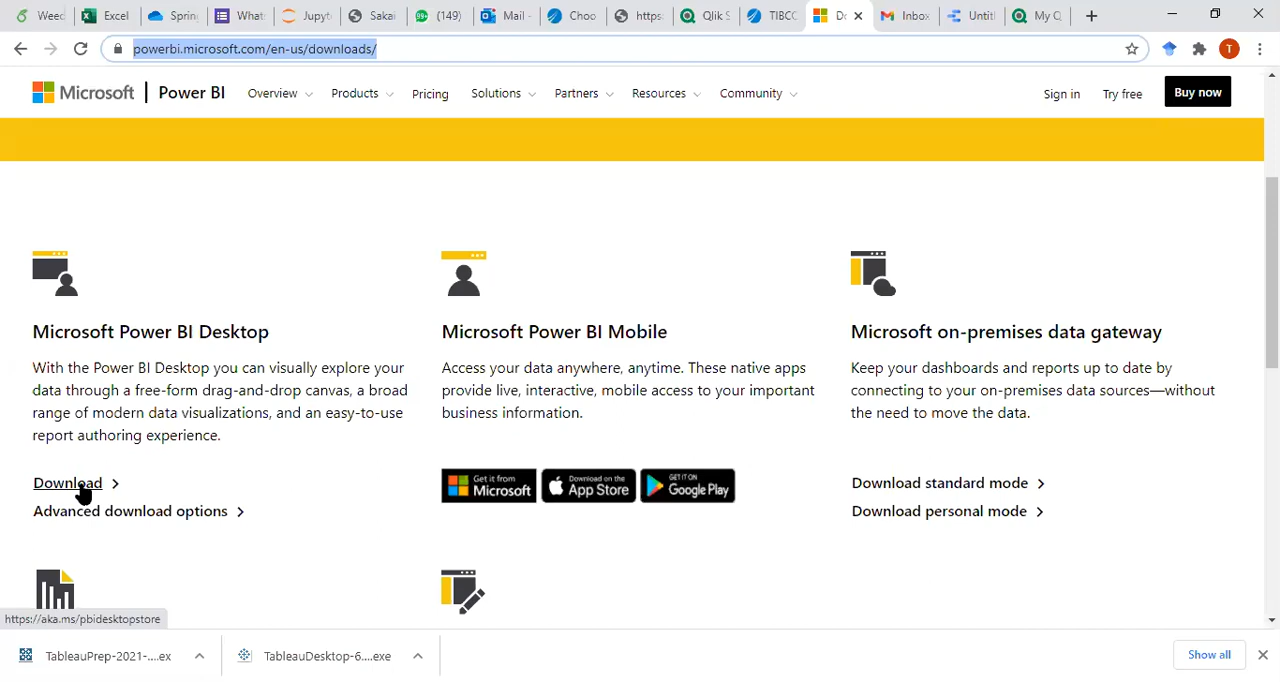 Weed
Excel
Spring
What
Jupyt
Sakai
(149)
Mail -
Choo
https:
Qlik S
TIBCO
Do
Inbox
Untitl
My Q
powerbi.microsoft.com/en-us/downloads/
T
Microsoft | Power BI
Overview
Products
Pricing
Solutions
Partners
Resources
Community
Sign in
Try free
Buy now
Microsoft Power BI Desktop
With the Power BI Desktop you can visually explore your
data through a free-form drag-and-drop canvas, a broad
range of modern data visualizations, and an easy-to-use
report authoring experience.
Download
Advanced download options
Microsoft Power BI Mobile
Access your data anywhere, anytime. These native apps
provide live, interactive, mobile access to your important
business information.
Get it from
Microsoft
Download on the
App Store
GET IT ON
Google Play
Microsoft on-premises data gateway
Keep your dashboards and reports up to date by
connecting to your on-premises data sources—without
the need to move the data.
Download standard mode
Download personal mode
https://aka.ms/pbidesktopstore
TableauPrep-2021-....ex
TableauDesktop-6....exe
Show all